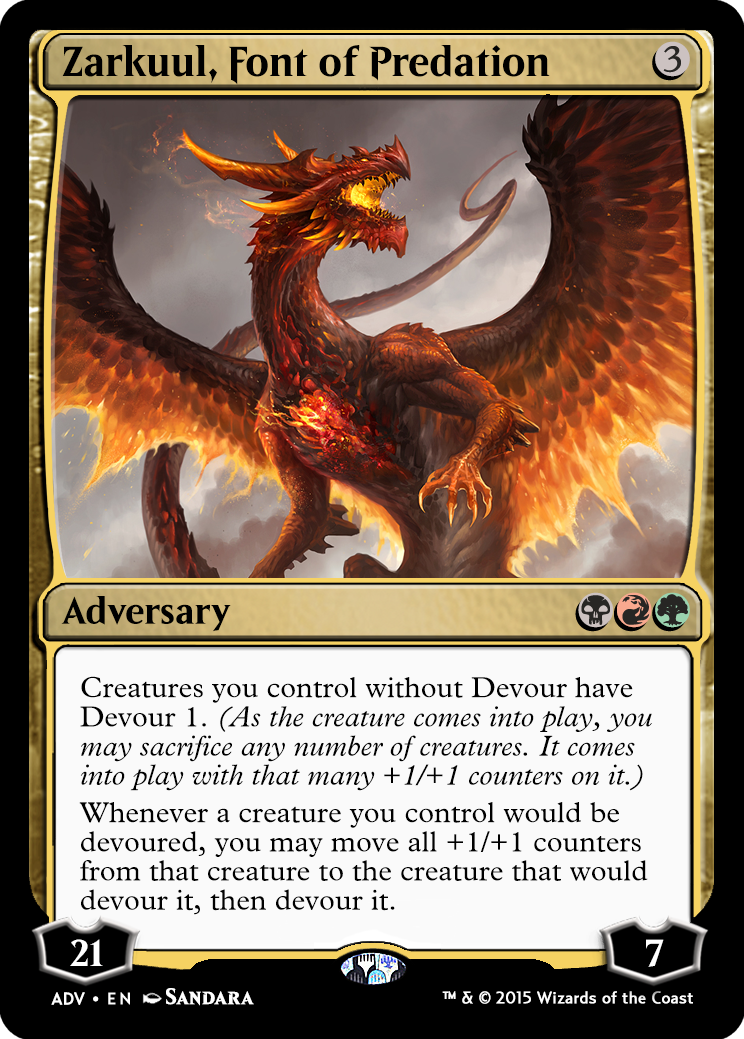 Zarkuul, Font of Predation 3
Adversary
Creatures you control without Devour have
Devour 1. (As the creature comes into play, you
may sacrifice any number of creatures. It comes
into play with that many +1/+1 counters on it.)
Whenever a creature you control would be
devoured, you may move all +1/+1 counters
from that creature to the creature that would
devour it, then devour it.
21 7
ADV • EN SANDARA ™ & © 2015 Wizards of the Coast